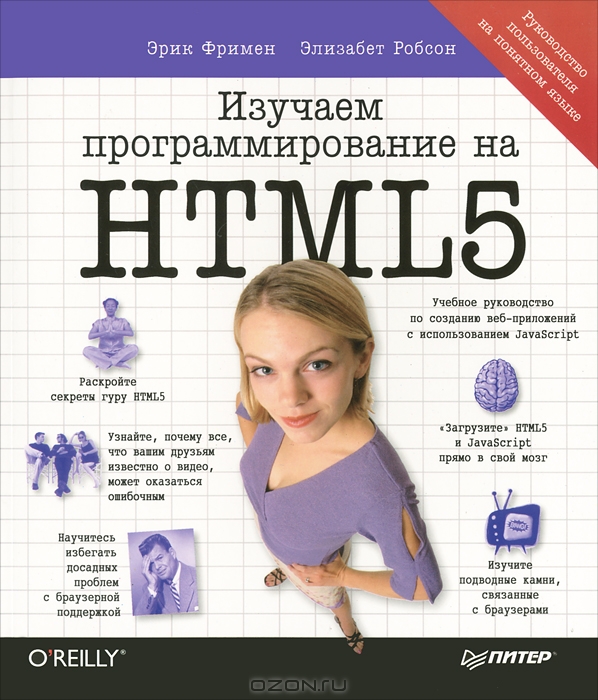 Эрик Фримен Элизабет Робсон
Руководство
пользователя
на понятном языке
Изучаем
программирование на
HTML5
Учебное руководство
по созданию веб-приложений
с использованием JavaScript
Раскройте
секреты гуру HTML5
«Загрузите» HTML5
и JavaScript
прямо в свой мозг
Узнайте, почему все,
что вашим друзьям
известно о видео,
может оказаться
ошибочным
Научитесь
избегать
досадных
проблем
с браузерной
поддержкой
Изучите
подводные камни,
связанные
с браузерами
O'REILLY®
ПИТЕР®
ozon.ru